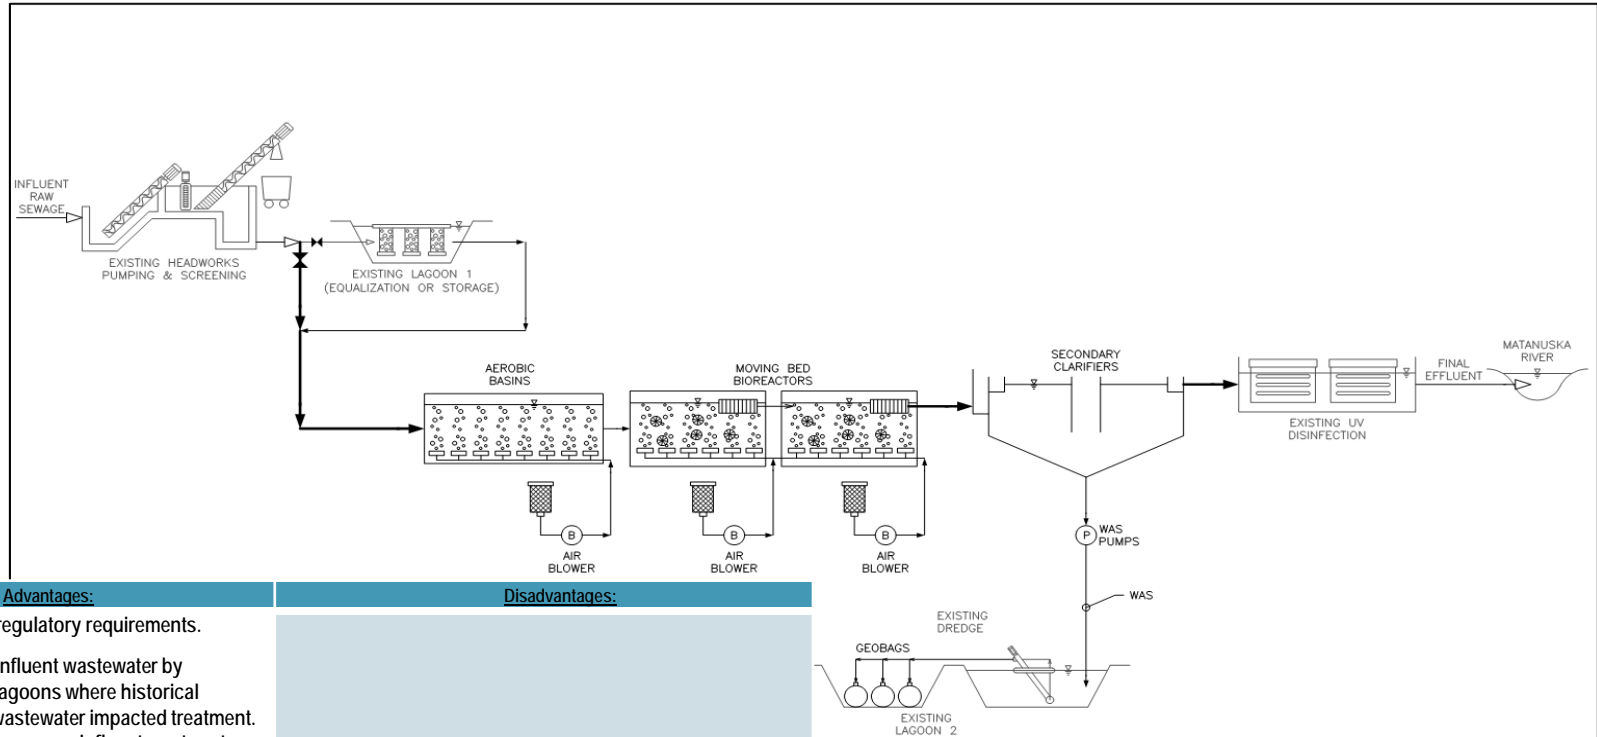 INFLUENT
RAW
SEWAGE
EXISTING HEADWORKS
PUMPING & SCREENING
EXISTING LAGOON 1
(EQUALIZATION OR STORAGE)
AEROBIC
BASINS
MOVING BED
BIOREACTORS
SECONDARY
CLARIFIERS
FINAL
EFFLUENT
MATANUSKA
RIVER
EXISTING UV
DISINFECTION
B
AIR
BLOWER
B
AIR
BLOWER
B
AIR
BLOWER
P
WAS
PUMPS
WAS
EXISTING
DREDGE
GEOBAGS
EXISTING
LAGOON 2
Advantages:
Disadvantages:
regulatory requirements.
nfluent wastewater by
agoons where historical
wastewater impacted treatment.